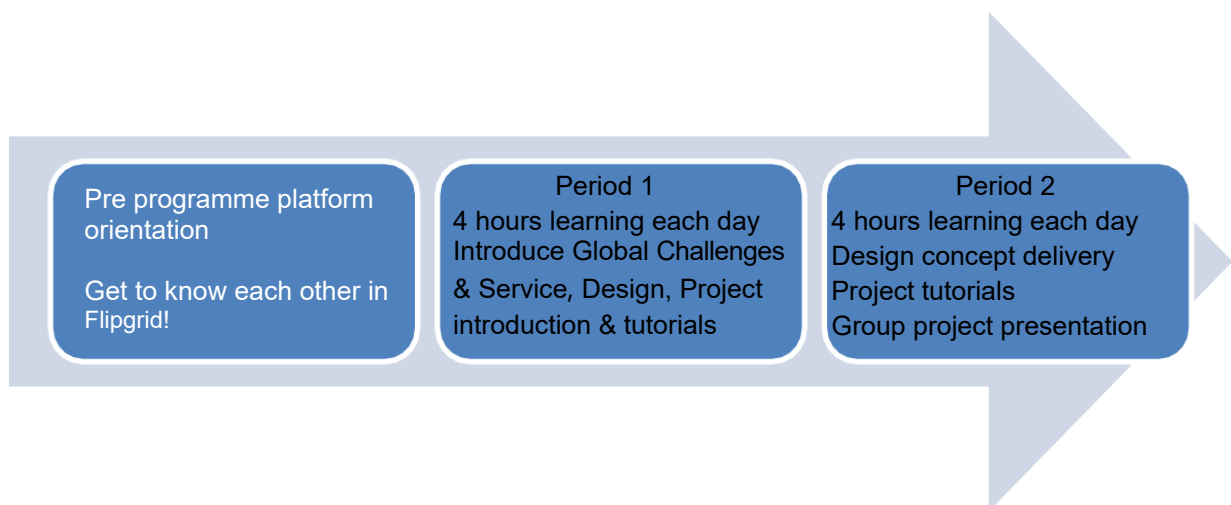 Pre programme platform
orientation
Get to know each other in
Flipgrid!
Period 1
4 hours learning each day
Introduce Global Challenges
& Service, Design, Project
introduction & tutorials
Period 2
4 hours learning each day
Design concept delivery
Project tutorials
Group project presentation